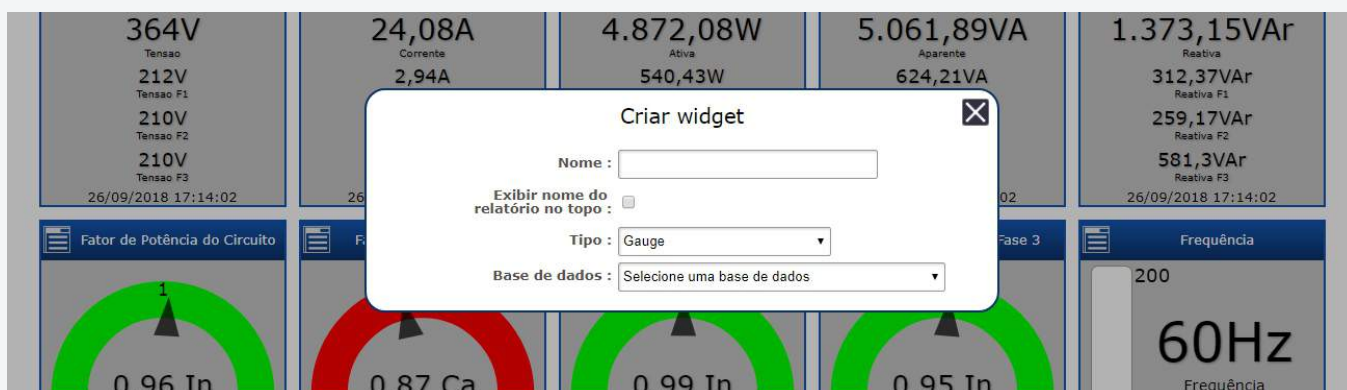 364V
Tensao
212V
Tensao F1
210V
Tensao F2
210V
Tensao F3
26/09/2018 17:14:02
24,08A
Corrente
2,94A
26
4.872,08W
Ativa
540,43W
5.061,89VA
Aparente
624,21VA
02
1.373,15VAr
Reativa
312,37VAr
Reativa F1
259,17VAr
Reativa F2
581,3VAr
Reativa F3
26/09/2018 17:14:02
Criar widget
Nome :
Exibir nome do
relatório no topo :
Tipo : Gauge
Base de dados : Selecione uma base de dados
Fator de Potência do Circuito
1
0.96 In
0.87 Ca
0.99 In
Fase 3
0.95 In
Frequência
200
60Hz
Frequência